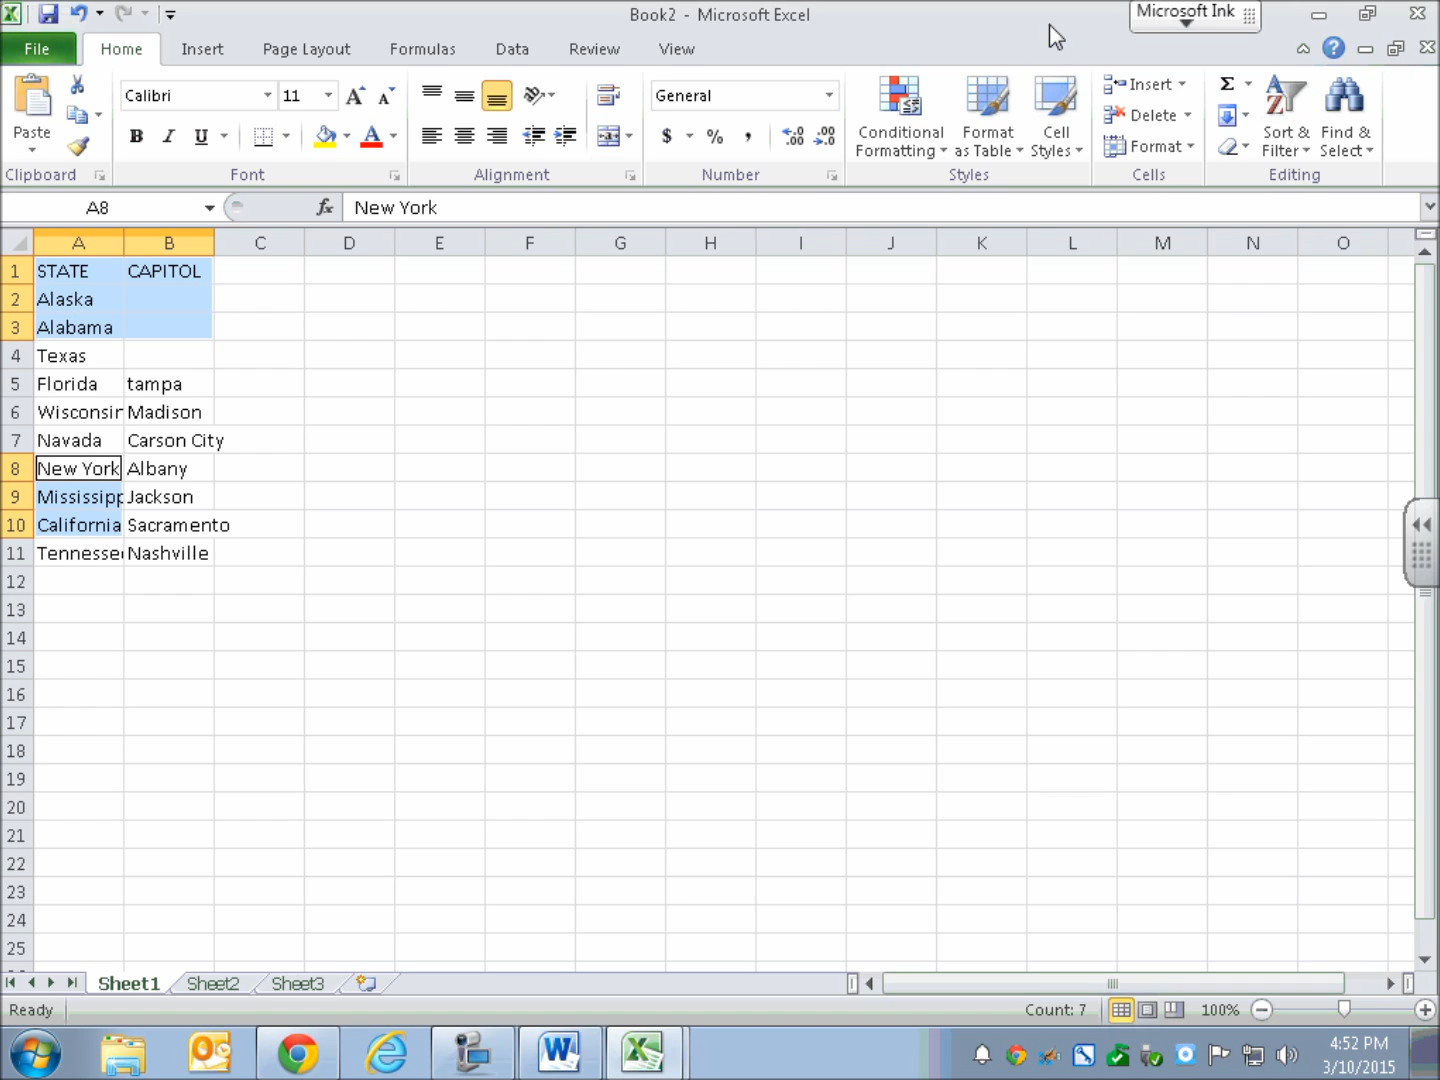 Book2 - Microsoft Excel
Microsoft Ink
File Home Insert Page Layout Formulas Data Review View
Paste
Calibri 11
B I U A
General
$ % ,
Conditional Formatting
Format as Table
Cell Styles
Insert
Delete
Format
Σ
Sort & Filter
Find & Select
Clipboard Font Alignment Number Styles Cells Editing
A8 fx New York
A B C D E F G H I J K L M N O
1 STATE CAPITOL
2 Alaska
3 Alabama
4 Texas
5 Florida tampa
6 Wisconsin Madison
7 Navada Carson City
8 New York Albany
9 Mississipp Jackson
10 California Sacramento
11 Tennessee Nashville
12
13
14
15
16
17
18
19
20
21
22
23
24
25
Sheet1 Sheet2 Sheet3
Ready Count: 7 100%
4:52 PM
3/10/2015